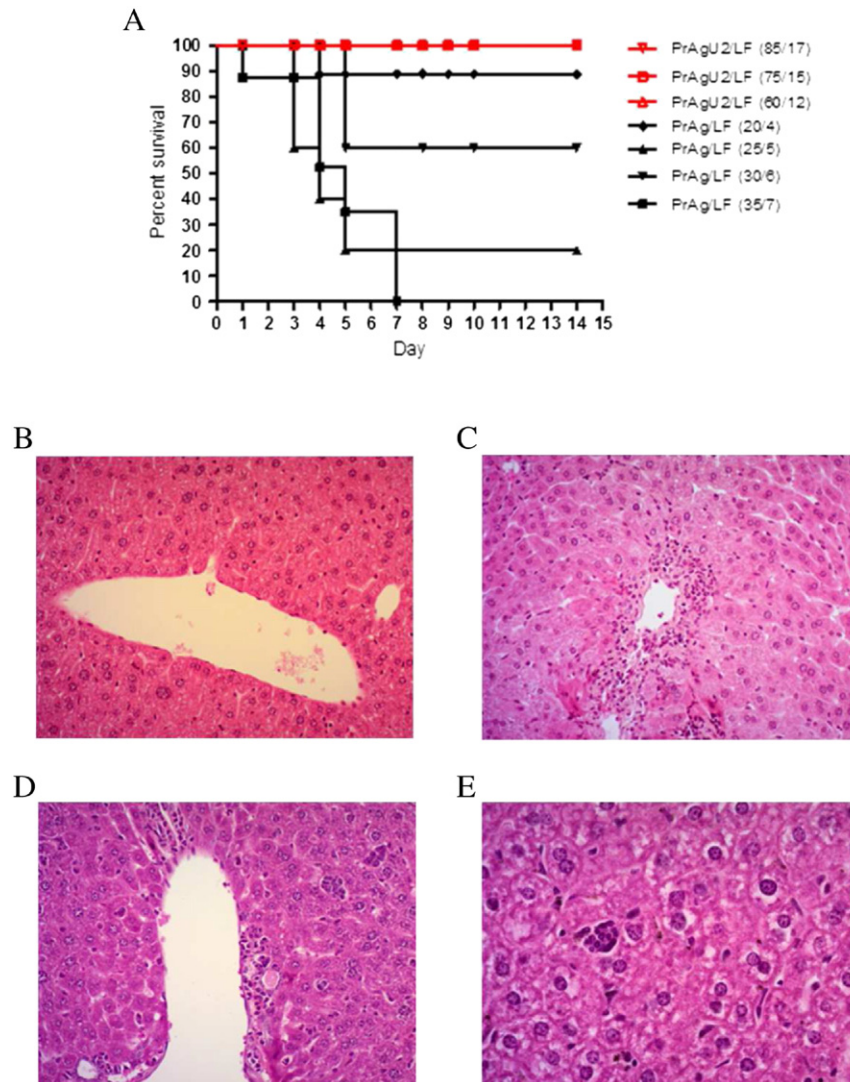 A
Percent survival
100
90
80
70
60
50
40
30
20
10
0
0 1 2 3 4 5 6 7 8 9 10 11 12 13 14 15
Day
PrAgU2/LF (85/17)
PrAgU2/LF (75/15)
PrAgU2/LF (60/12)
PrAg/LF (20/4)
PrAg/LF (25/5)
PrAg/LF (30/6)
PrAg/LF (35/7)
B
C
D
E